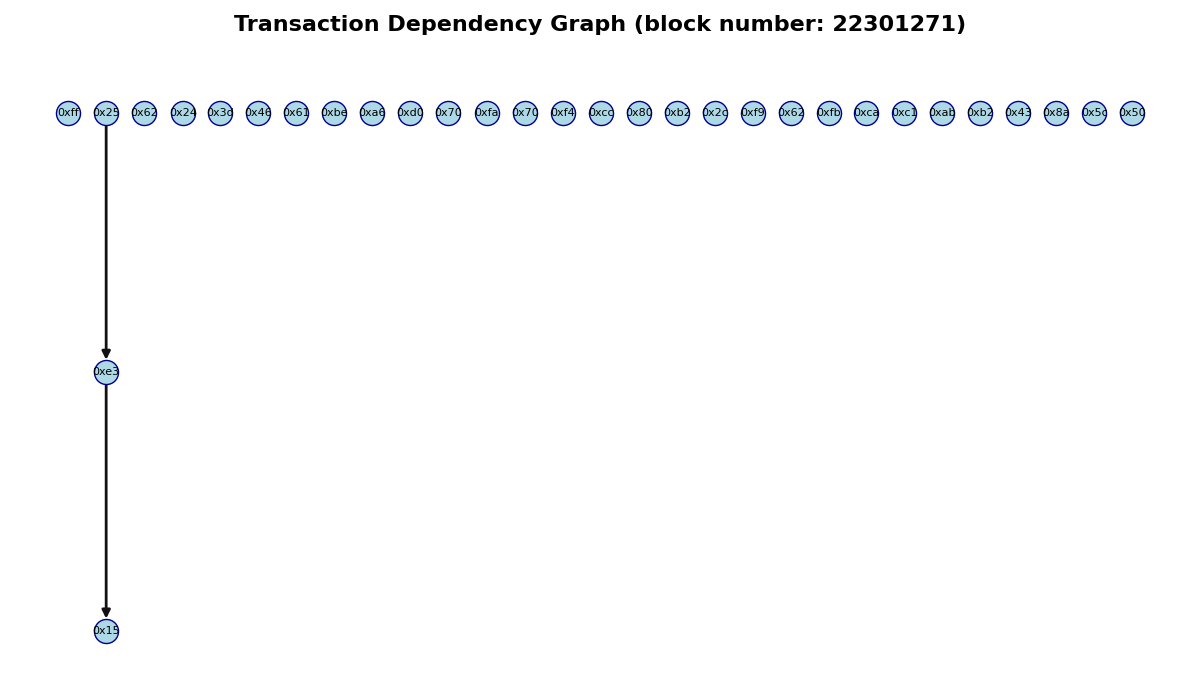 Transaction Dependency Graph (block number: 22301271)
0xff 0x25 0x62 0x24 0x3d 0x46 0x61 0xbe 0xa6 0xd0 0x70 0xfa 0x70 0xf4 0xcc 0x80 0xb2 0x2c 0xf9 0x62 0xfb 0xca 0xc1 0xab 0xb2 0x43 0x8a 0x5c 0x50
0xe3
0x15